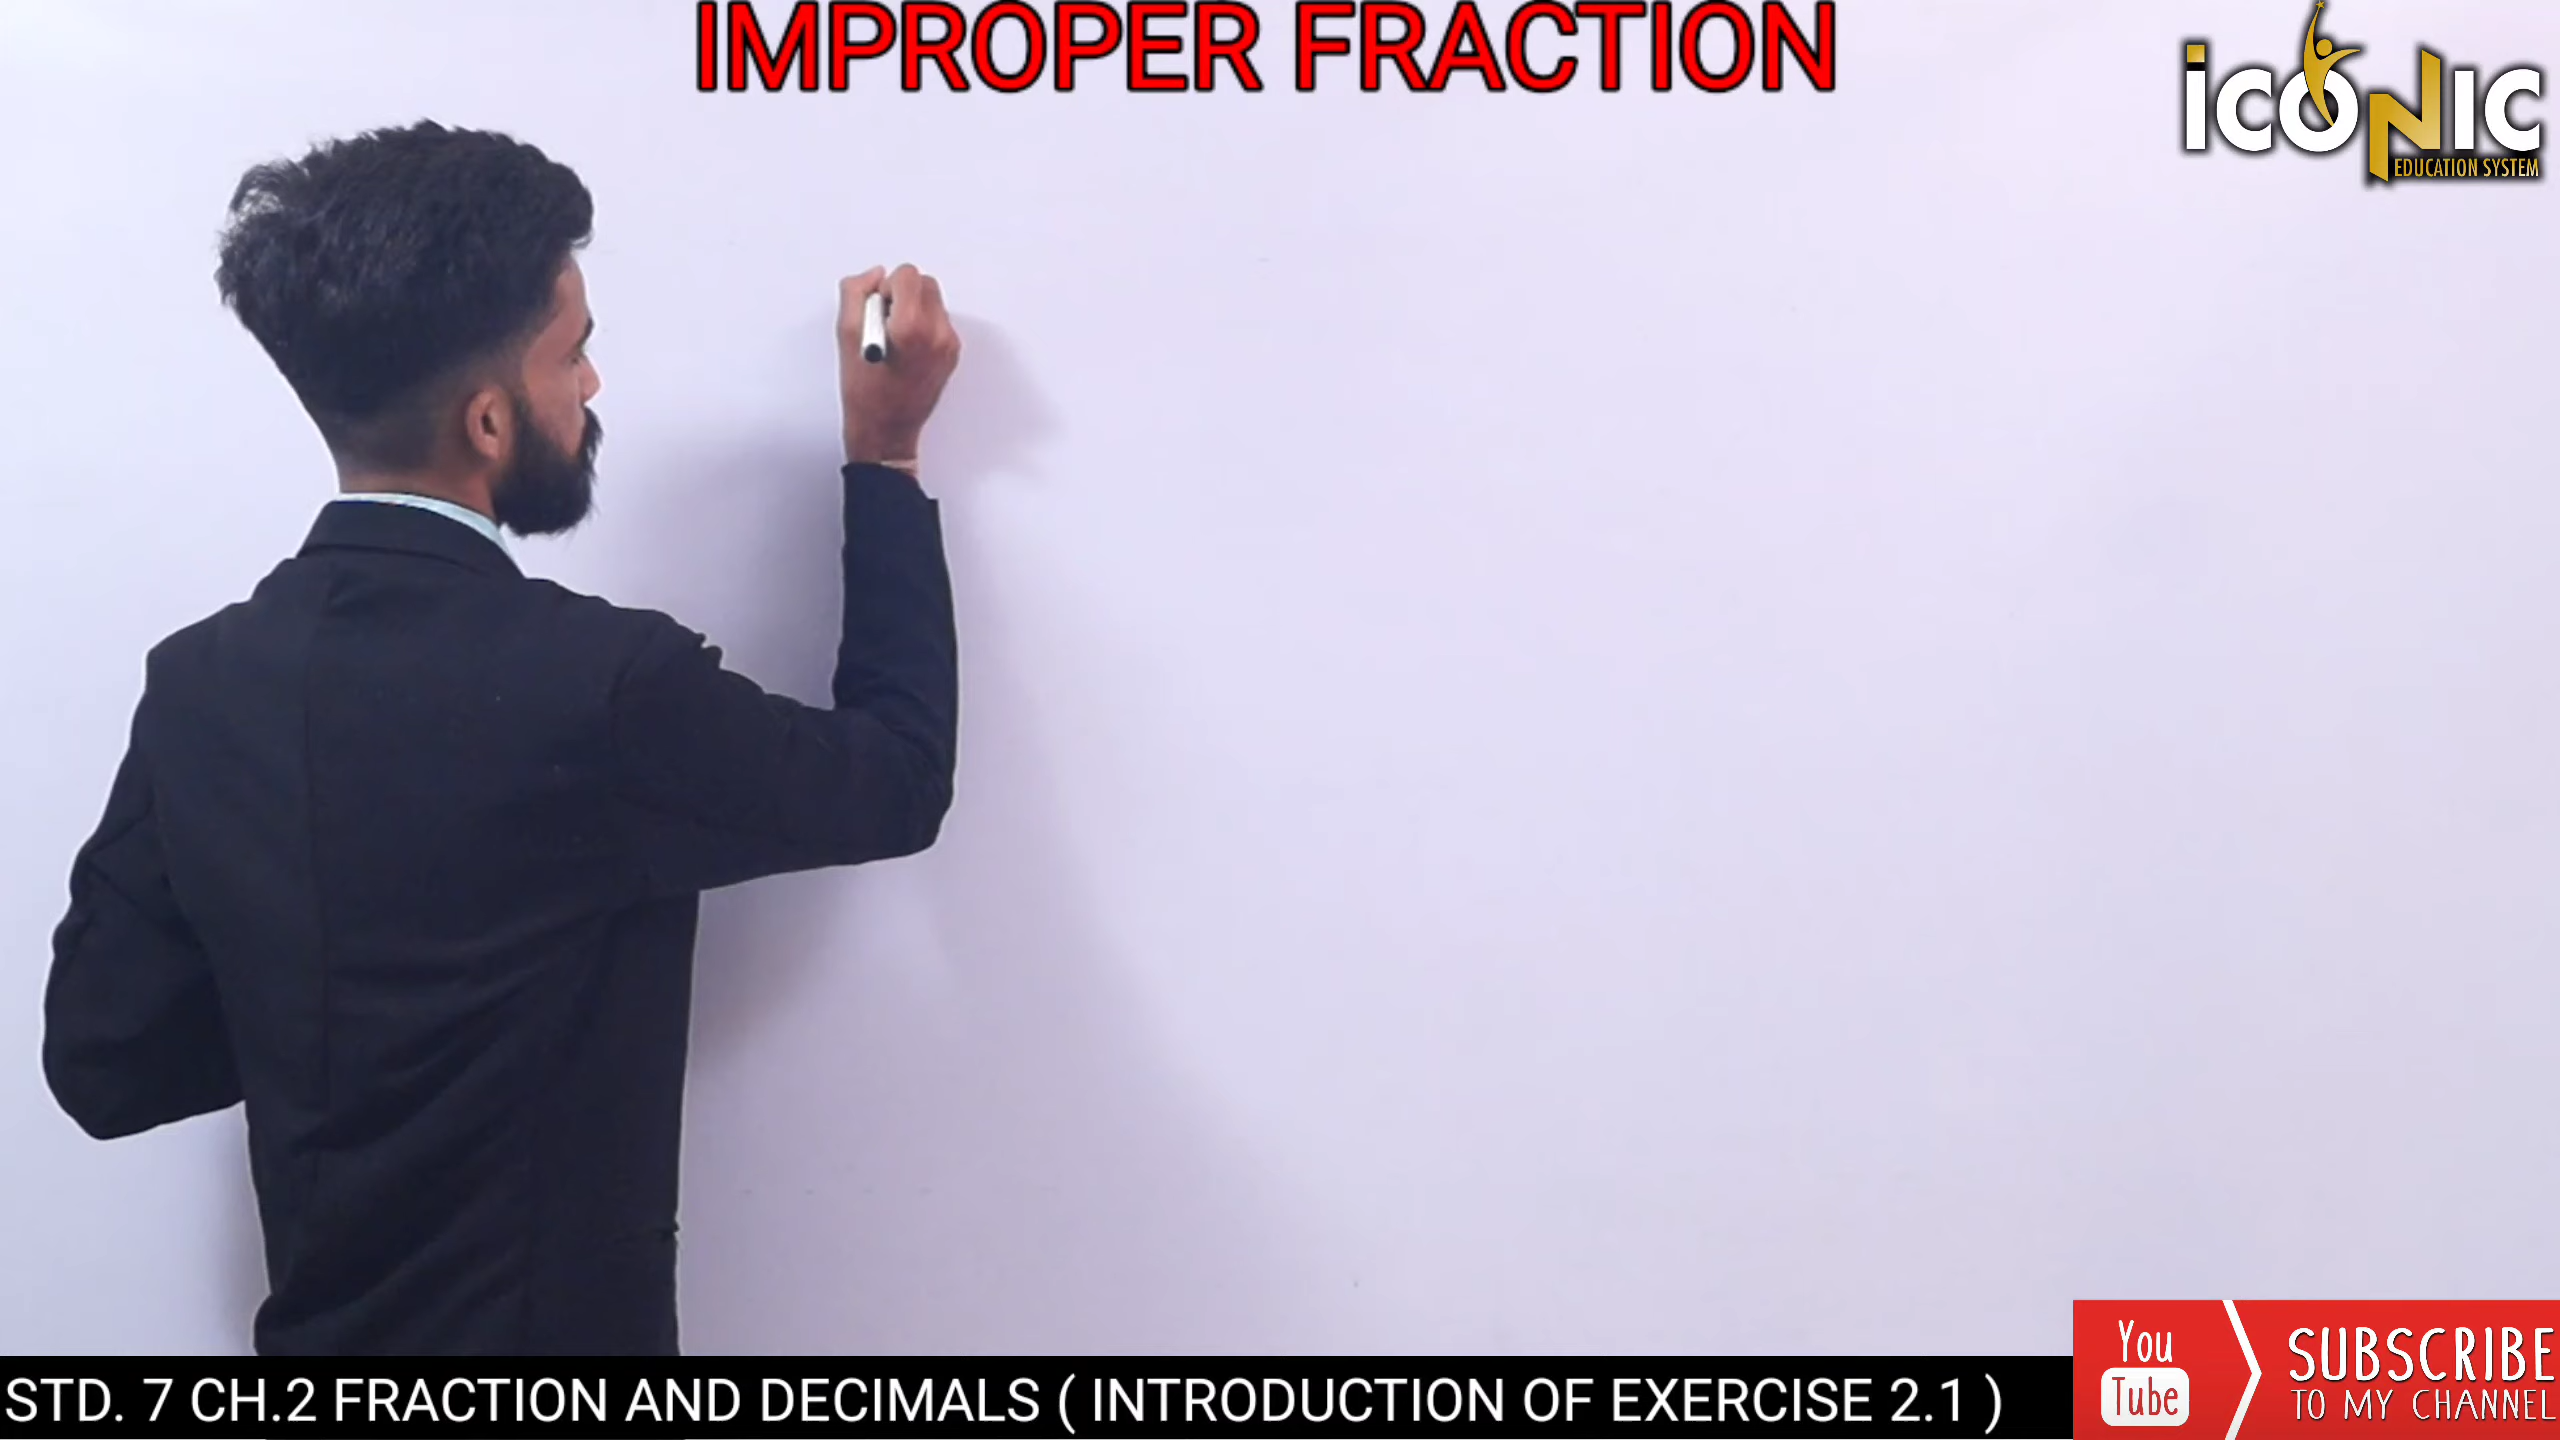 IMPROPER FRACTION
iCONIC
EDUCATION SYSTEM
STD. 7 CH.2 FRACTION AND DECIMALS ( INTRODUCTION OF EXERCISE 2.1 )
You
Tube
SUBSCRIBE
TO MY CHANNEL